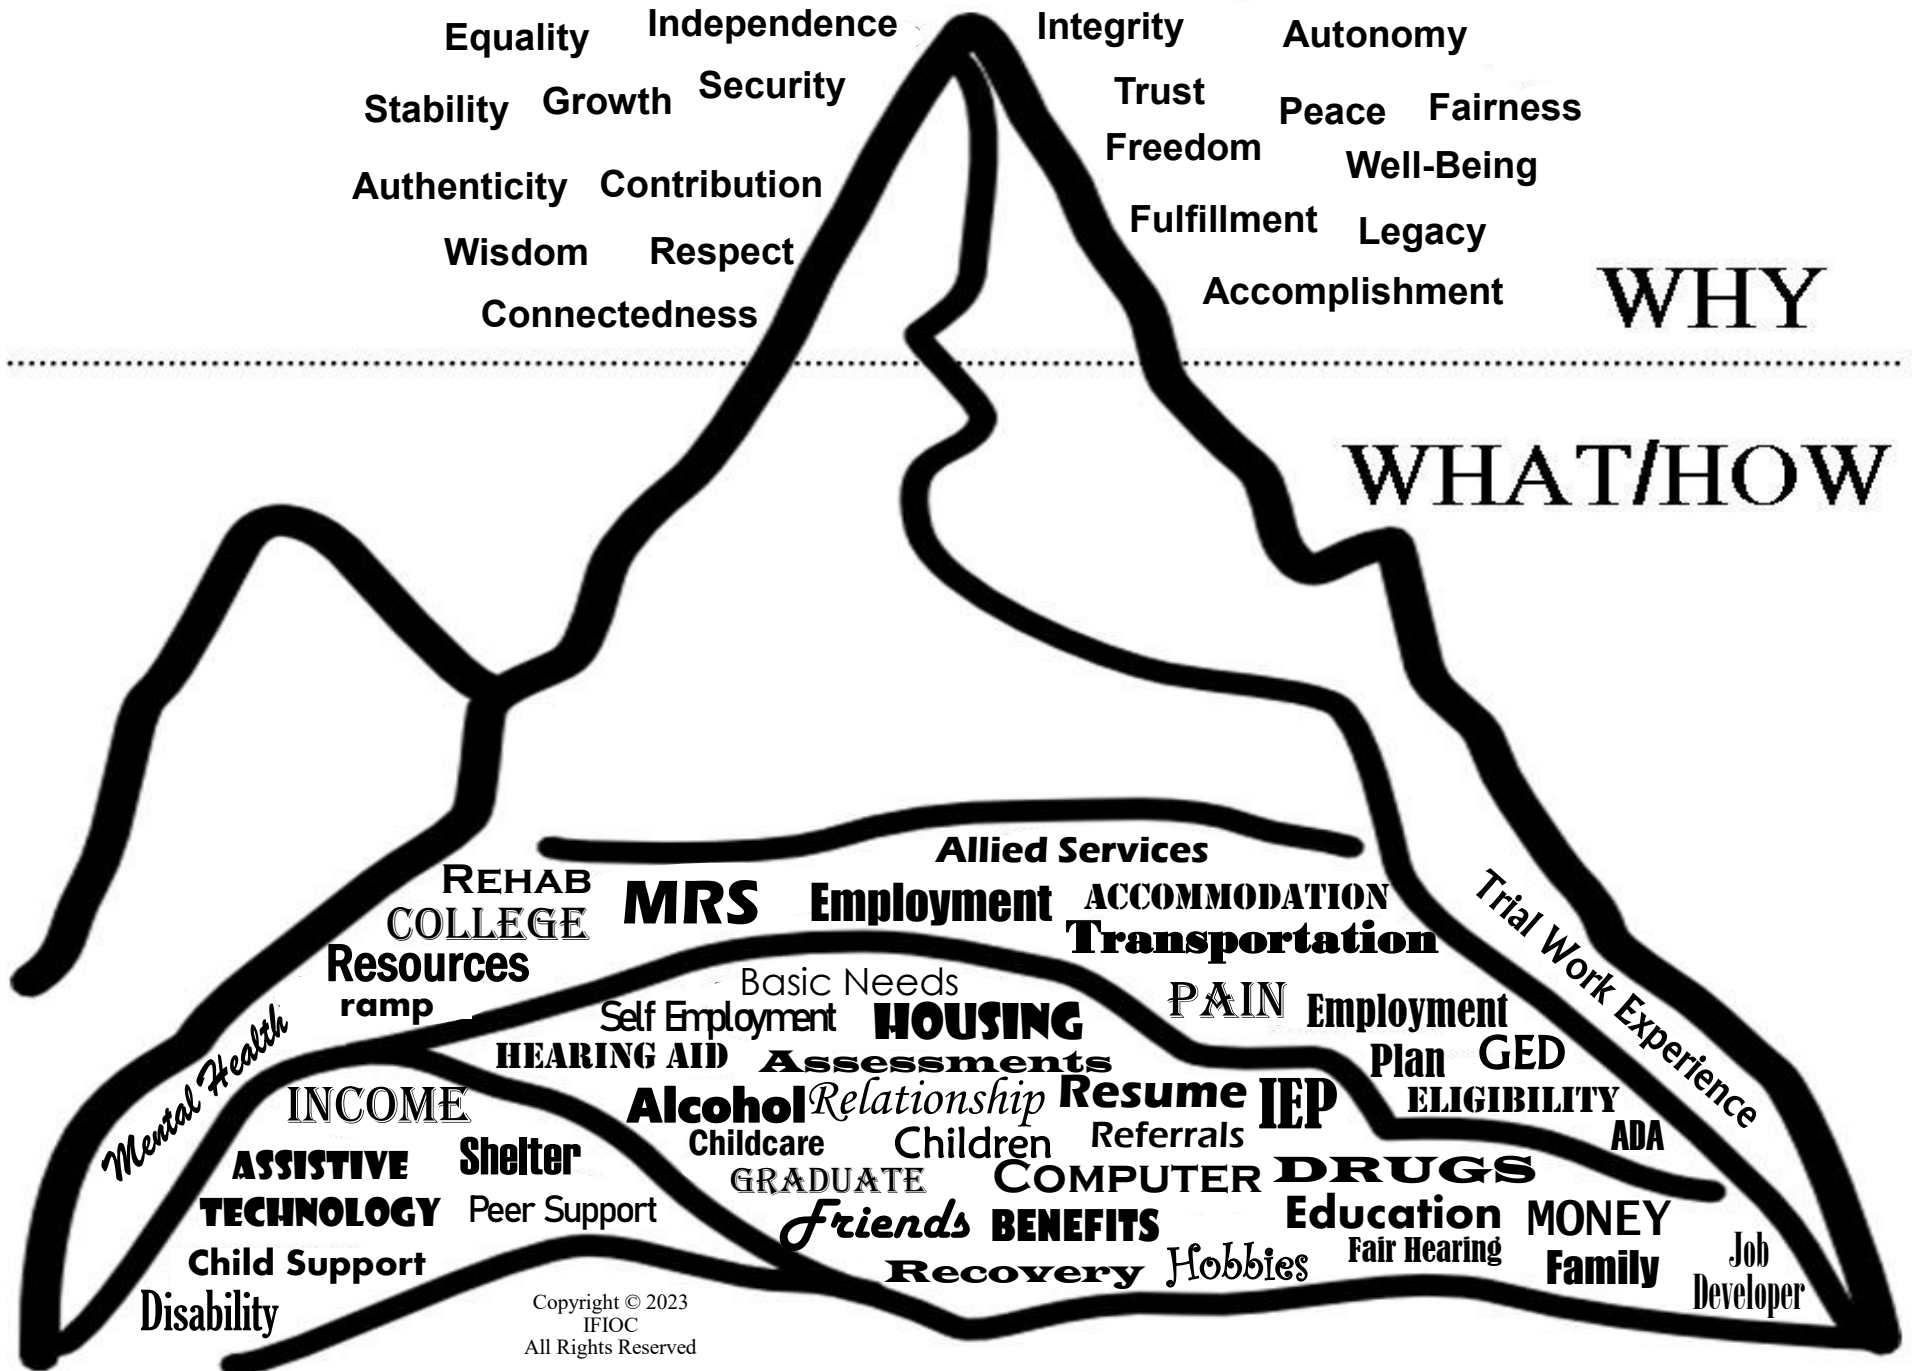 Equality Independence Integrity Autonomy
Stability Growth Security Trust Peace Fairness
Freedom Well-Being
Authenticity Contribution
Fulfillment Legacy
Wisdom Respect
Accomplishment
Connectedness
WHY
WHAT/HOW
Allied Services
REHAB MRS Employment ACCOMMODATION
COLLEGE Transportation
Resources
ramp
Mental Health
Trial Work Experience
Basic Needs
PAIN Employment
Plan GED
Self Employment HOUSING
HEARING AID Assessments
ELIGIBILITY
ADA
INCOME
Alcohol Relationship Resume IEP
Childcare Children Referrals
ASSISTIVE
TECHNOLOGY
Shelter
Peer Support
GRADUATE COMPUTER DRUGS
Friends BENEFITS Education MONEY
Fair Hearing
Child Support
Recovery Hobbies Family
Job
Developer
Disability
Copyright © 2023
IFIOC
All Rights Reserved